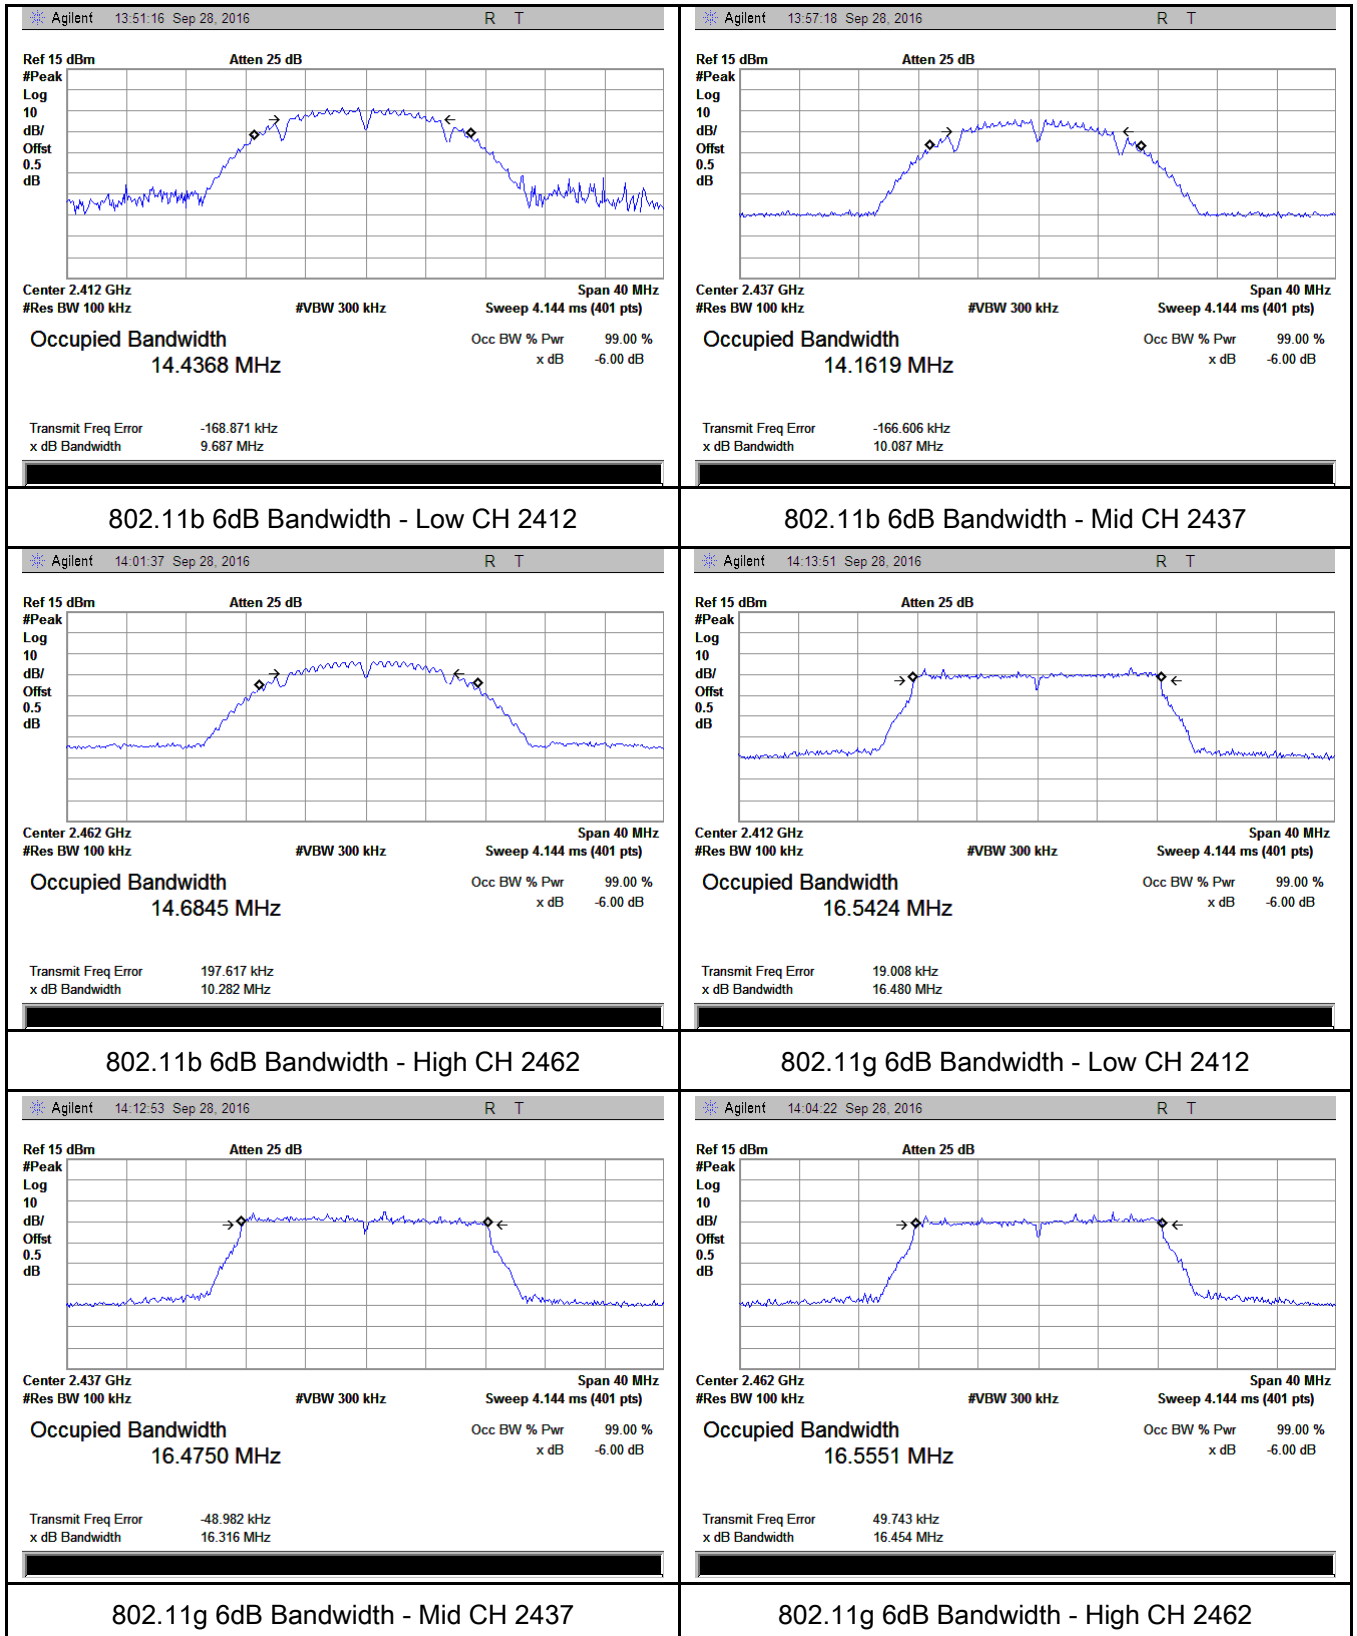 Agilent 13:51:16 Sep 28, 2016 R T
Ref 15 dBm Atten 25 dB
#Peak
Log
10
dB/
Offst
0.5
dB
Center 2.412 GHz Span 40 MHz
#Res BW 100 kHz #VBW 300 kHz Sweep 4.144 ms (401 pts)
Occupied Bandwidth Occ BW % Pwr 99.00 %
14.4368 MHz x dB -6.00 dB
Transmit Freq Error -168.871 kHz
x dB Bandwidth 9.687 MHz
802.11b 6dB Bandwidth - Low CH 2412
Agilent 13:57:18 Sep 28, 2016 R T
Ref 15 dBm Atten 25 dB
#Peak
Log
10
dB/
Offst
0.5
dB
Center 2.437 GHz Span 40 MHz
#Res BW 100 kHz #VBW 300 kHz Sweep 4.144 ms (401 pts)
Occupied Bandwidth Occ BW % Pwr 99.00 %
14.1619 MHz x dB -6.00 dB
Transmit Freq Error -166.606 kHz
x dB Bandwidth 10.087 MHz
802.11b 6dB Bandwidth - Mid CH 2437
Agilent 14:01:37 Sep 28, 2016 R T
Ref 15 dBm Atten 25 dB
#Peak
Log
10
dB/
Offst
0.5
dB
Center 2.462 GHz Span 40 MHz
#Res BW 100 kHz #VBW 300 kHz Sweep 4.144 ms (401 pts)
Occupied Bandwidth Occ BW % Pwr 99.00 %
14.6845 MHz x dB -6.00 dB
Transmit Freq Error 197.617 kHz
x dB Bandwidth 10.282 MHz
802.11b 6dB Bandwidth - High CH 2462
Agilent 14:13:51 Sep 28, 2016 R T
Ref 15 dBm Atten 25 dB
#Peak
Log
10
dB/
Offst
0.5
dB
Center 2.412 GHz Span 40 MHz
#Res BW 100 kHz #VBW 300 kHz Sweep 4.144 ms (401 pts)
Occupied Bandwidth Occ BW % Pwr 99.00 %
16.5424 MHz x dB -6.00 dB
Transmit Freq Error 19.008 kHz
x dB Bandwidth 16.480 MHz
802.11g 6dB Bandwidth - Low CH 2412
Agilent 14:12:53 Sep 28, 2016 R T
Ref 15 dBm Atten 25 dB
#Peak
Log
10
dB/
Offst
0.5
dB
Center 2.437 GHz Span 40 MHz
#Res BW 100 kHz #VBW 300 kHz Sweep 4.144 ms (401 pts)
Occupied Bandwidth Occ BW % Pwr 99.00 %
16.4750 MHz x dB -6.00 dB
Transmit Freq Error -48.982 kHz
x dB Bandwidth 16.316 MHz
802.11g 6dB Bandwidth - Mid CH 2437
Agilent 14:04:22 Sep 28, 2016 R T
Ref 15 dBm Atten 25 dB
#Peak
Log
10
dB/
Offst
0.5
dB
Center 2.462 GHz Span 40 MHz
#Res BW 100 kHz #VBW 300 kHz Sweep 4.144 ms (401 pts)
Occupied Bandwidth Occ BW % Pwr 99.00 %
16.5551 MHz x dB -6.00 dB
Transmit Freq Error 49.743 kHz
x dB Bandwidth 16.454 MHz
802.11g 6dB Bandwidth - High CH 2462